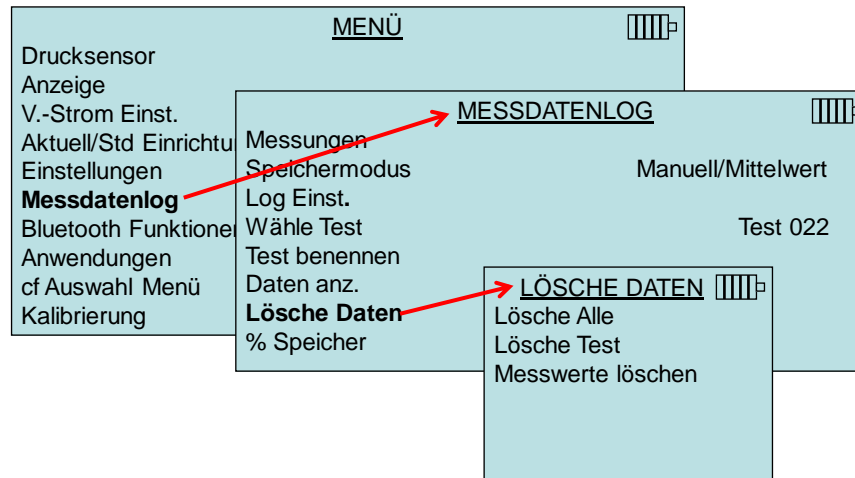 MENÜ
Drucksensor
Anzeige
V.-Strom Einst.
Aktuell/Std Einrichtu
Einstellungen
Messdatenlog
Bluetooth Funktione
Anwendungen
cf Auswahl Menü
Kalibrierung
MESSDATENLOG
Messungen
Speichermodus Manuell/Mittelwert
Log Einst.
Wähle Test Test 022
Test benennen
Daten anz.
Lösche Daten
% Speicher
LÖSCHE DATEN
Lösche Alle
Lösche Test
Messwerte löschen